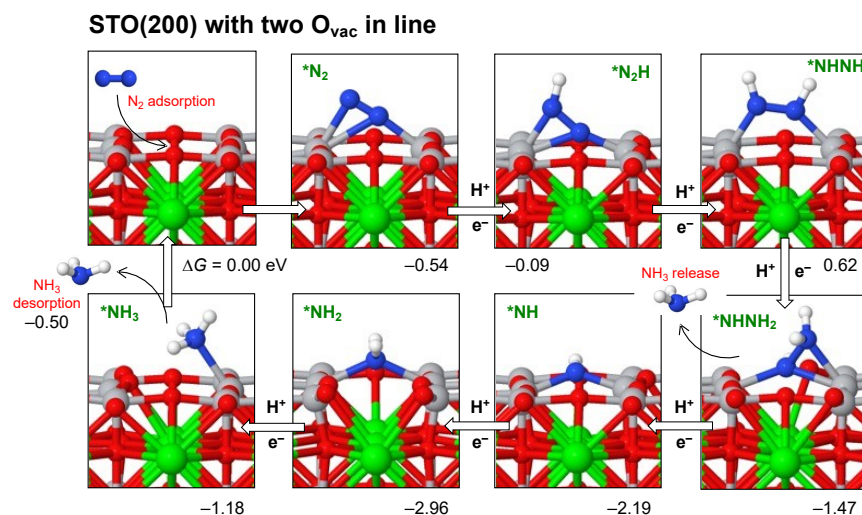 STO(200) with two Ovac in line
N2 adsorption
*N2
*N2H
*NHNH
H+
e–
H+
e–
ΔG = 0.00 eV
–0.54
–0.09
0.62
H+ e–
NH3 release
NH3
desorption
–0.50
*NH3
*NH2
*NH
*NHNH2
H+
e–
H+
e–
H+
e–
–1.18
–2.96
–2.19
–1.47